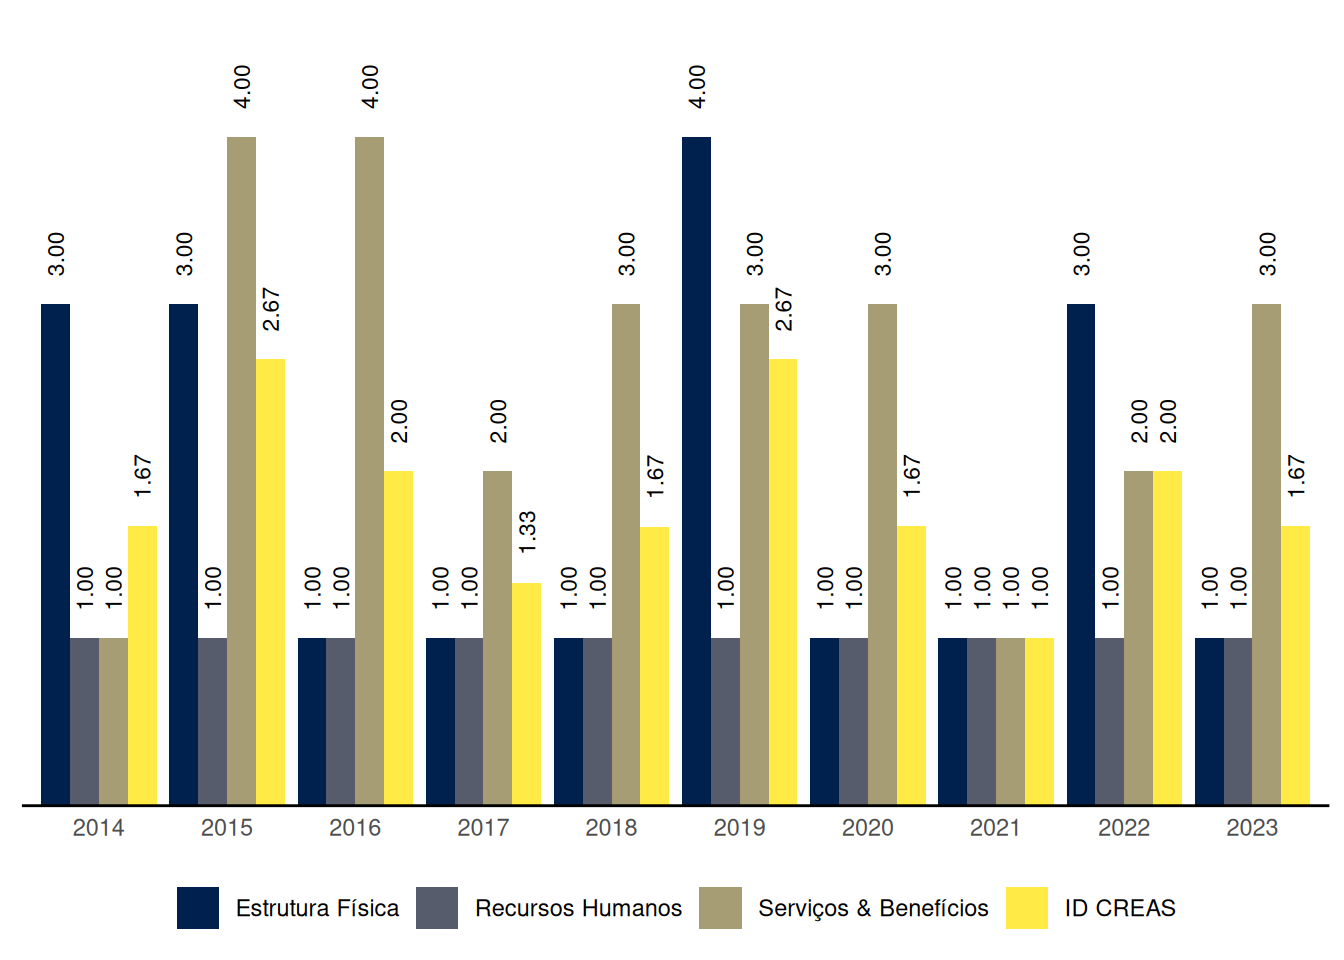 4.00 4.00 4.00
3.00 3.00 3.00 3.00 3.00 3.00 3.00
2.67 2.67
2.00 2.00 2.00 2.00
1.67 1.67 1.67 1.67
1.33
1.00 1.00 1.00 1.00 1.00 1.00 1.00 1.00 1.00 1.00 1.00 1.00 1.00 1.00 1.00 1.00 1.00 1.00 1.00
2014 2015 2016 2017 2018 2019 2020 2021 2022 2023
Estrutura Física Recursos Humanos Serviços & Benefícios ID CREAS